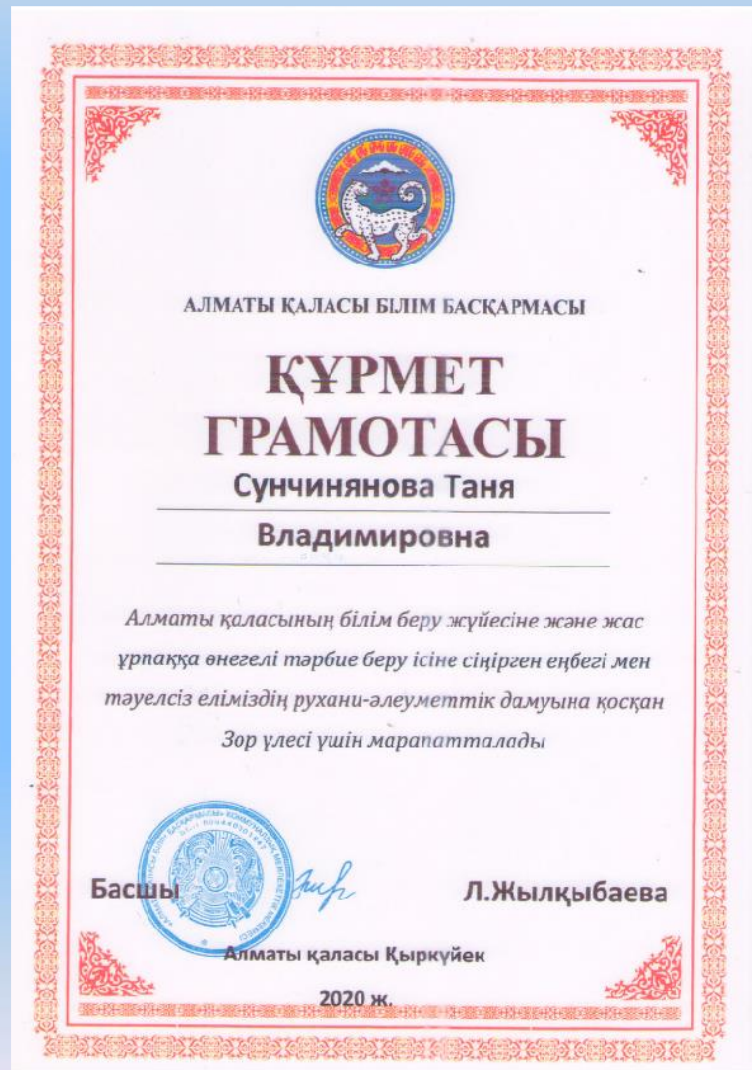 АЛМАТЫ ҚАЛАСЫ БІЛІМ БАСҚАРМАСЫ
ҚҰРМЕТ
ГРАМОТАСЫ
Сунчинянова Таня
Владимировна
Алматы қаласының білім беру жүйесіне және жас
ұрпаққа өнегелі тәрбие беру ісіне сіңірген еңбегі мен
тәуелсіз еліміздің рухани-әлеуметтік дамуына қосқан
Зор үлесі үшін марапатталады
Басшы
Л.Жылқыбаева
Алматы қаласы Қыркүйек
2020 ж.